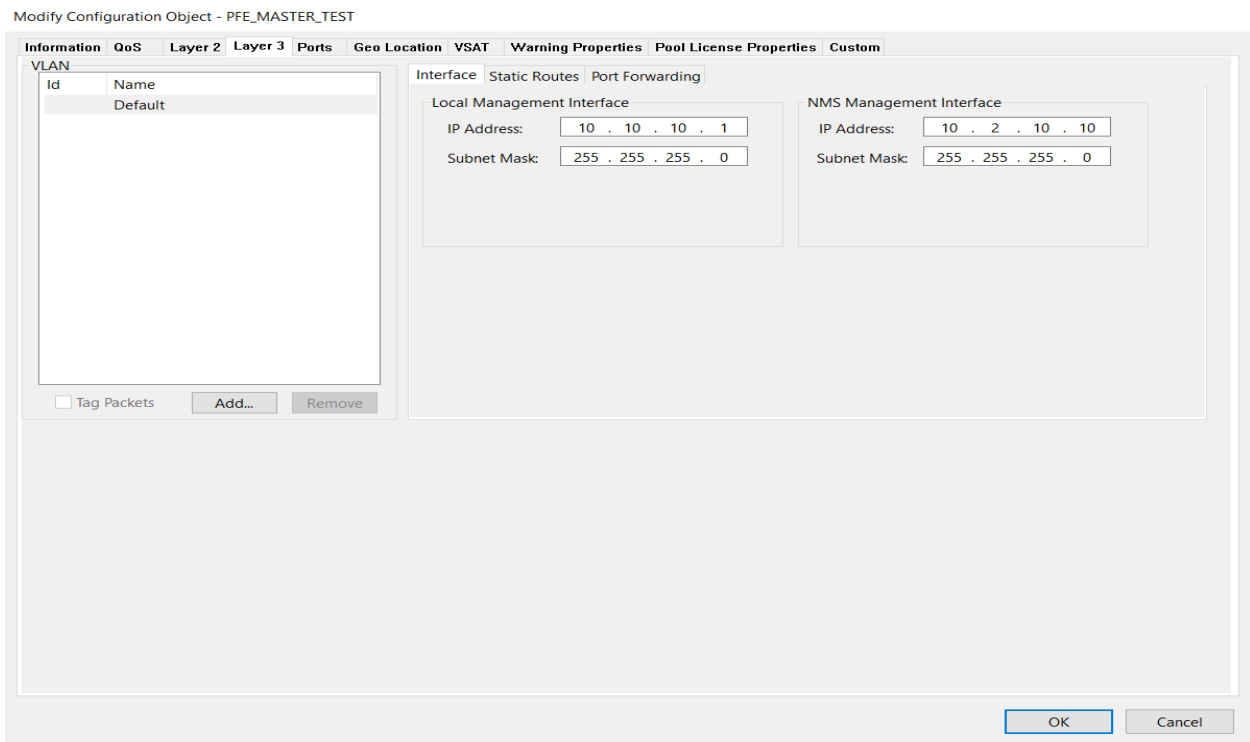 Modify Configuration Object - PFE_MASTER_TEST
Information QoS Layer 2 Layer 3 Ports Geo Location VSAT Warning Properties Pool License Properties Custom
VLAN
Id Name
Default
Tag Packets Add... Remove
Interface Static Routes Port Forwarding
Local Management Interface
IP Address: 10 . 10 . 10 . 1
Subnet Mask: 255 . 255 . 255 . 0
NMS Management Interface
IP Address: 10 . 2 . 10 . 10
Subnet Mask: 255 . 255 . 255 . 0
OK Cancel